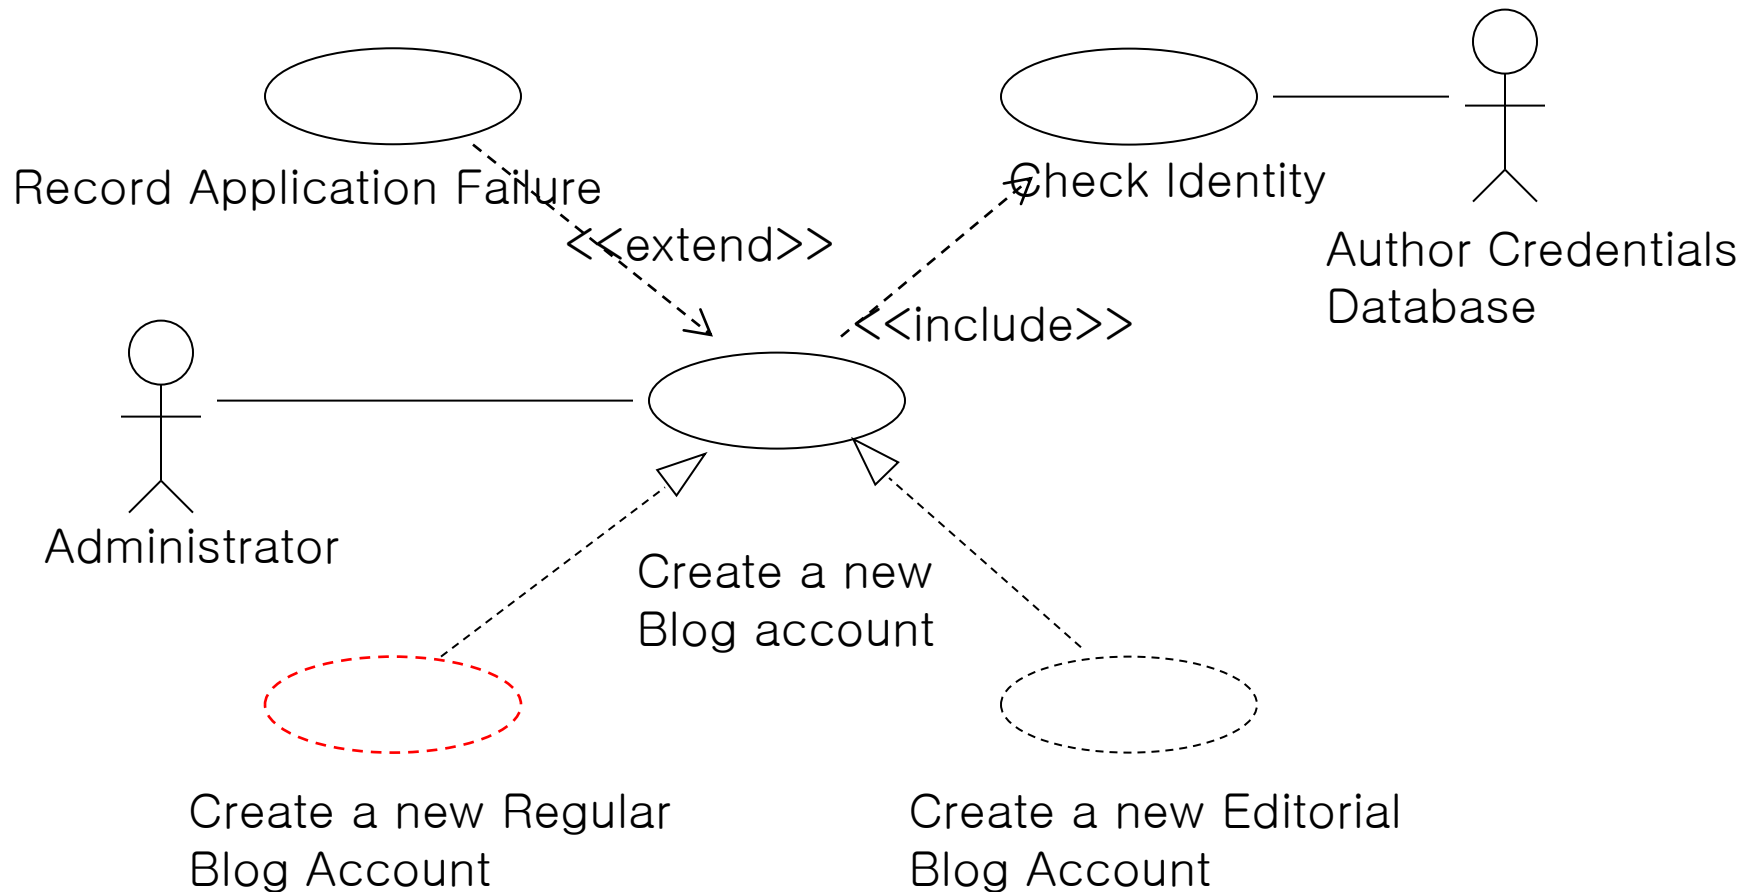 Record Application Failure
Check Identity
<<extend>>
Author Credentials
Database
<<include>>
Administrator
Create a new
Blog account
Create a new Regular
Blog Account
Create a new Editorial
Blog Account